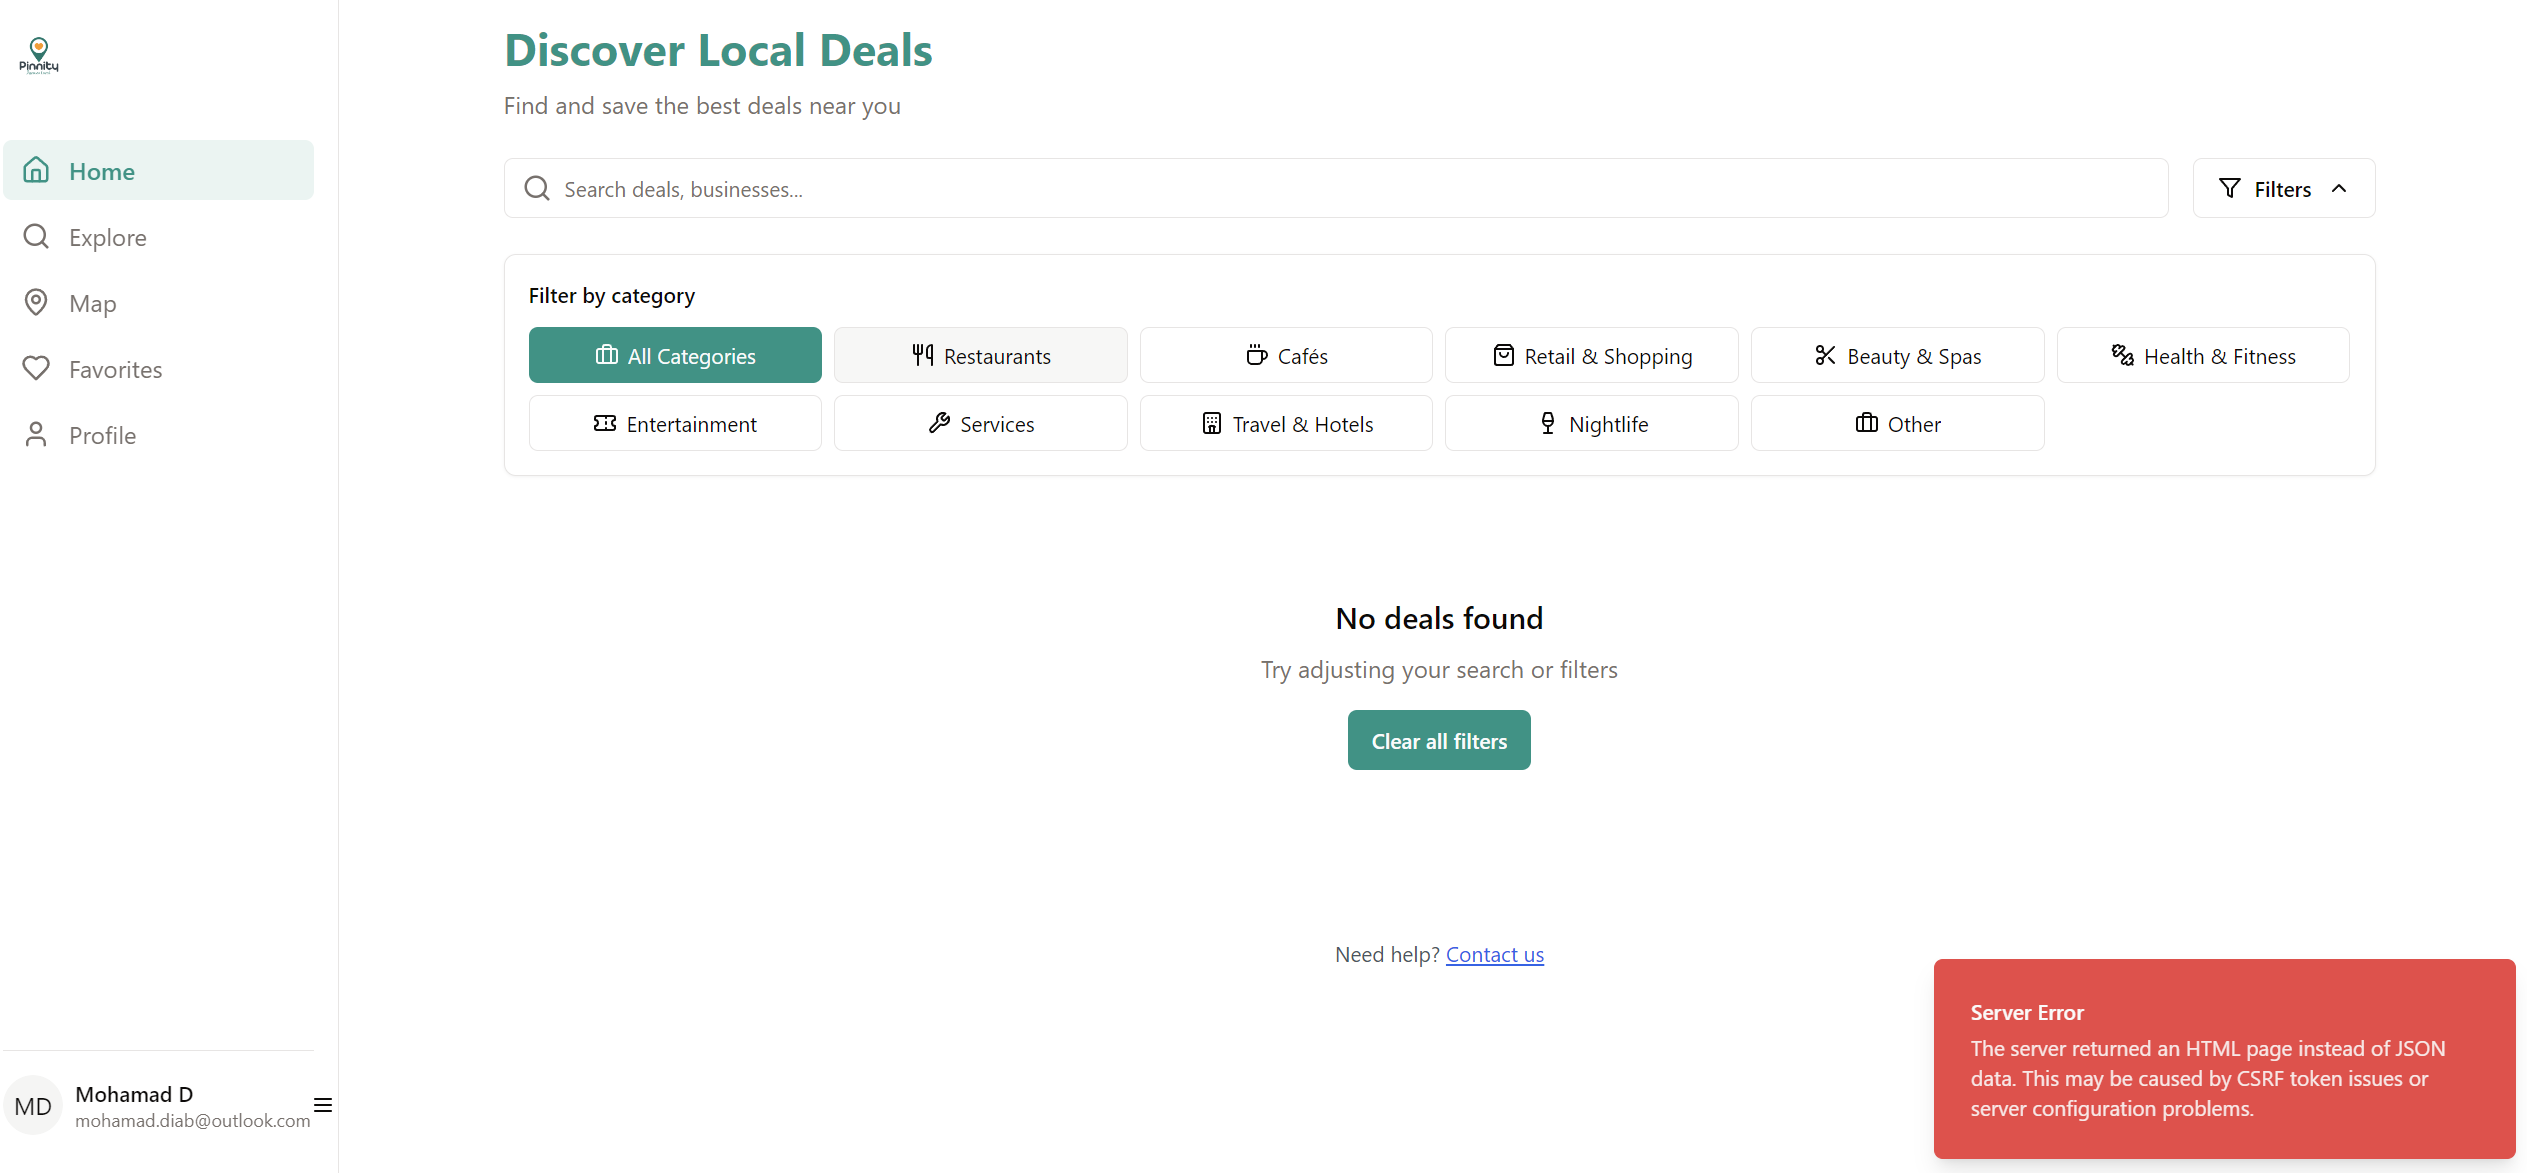 Pinnity
Home
Explore
Map
Favorites
Profile
Mohamad D
MD
mohamad.diab@outlook.com
Discover Local Deals
Find and save the best deals near you
Search deals, businesses...
Filters
Filter by category
All Categories
Restaurants
Cafés
Retail & Shopping
Beauty & Spas
Health & Fitness
Entertainment
Services
Travel & Hotels
Nightlife
Other
No deals found
Try adjusting your search or filters
Clear all filters
Need help? Contact us
Server Error
The server returned an HTML page instead of JSON
data. This may be caused by CSRF token issues or
server configuration problems.